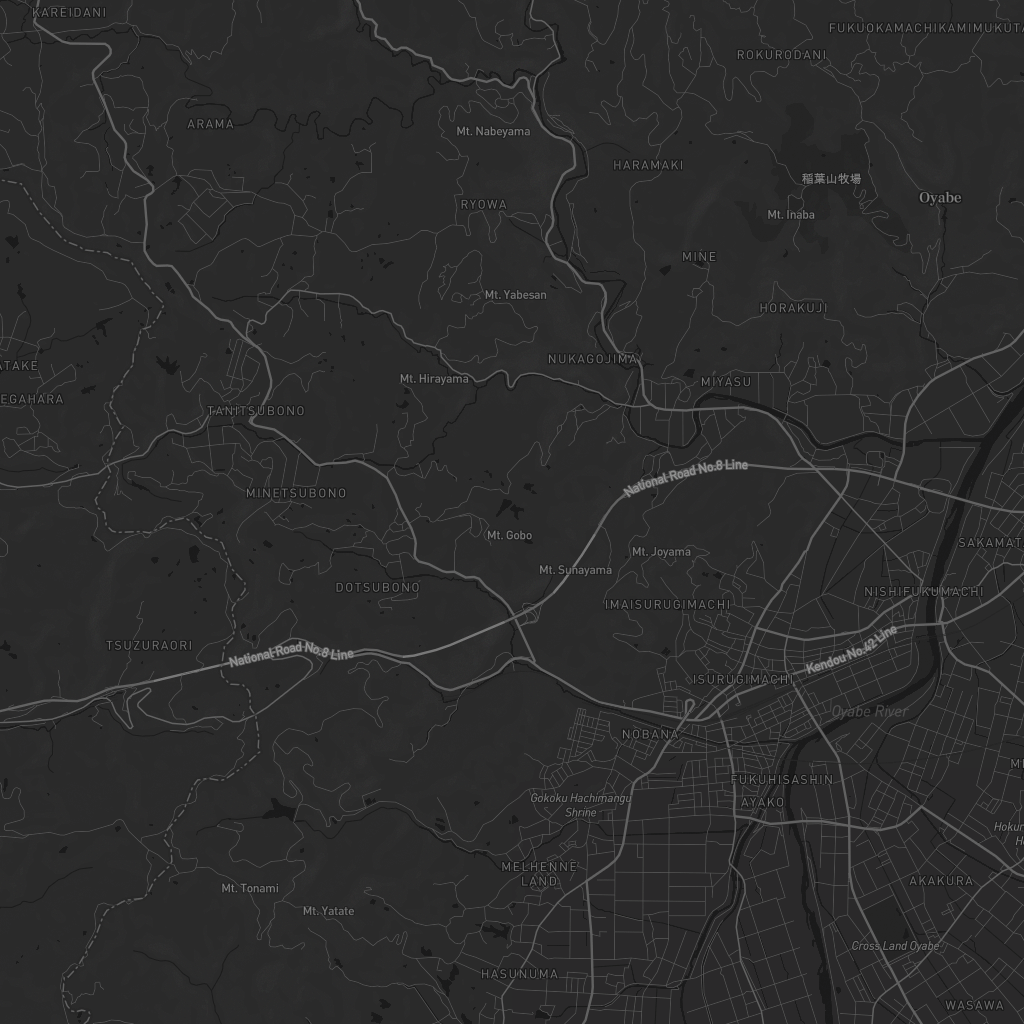 KAREIDANI
FUKUOKAMACHIKAMIMUKUTA
ROKURODANI
ARAMA
Mt. Nabeyama
HARAMAKI
稲葉山牧場
Oyabe
RYOWA
Mt. Inaba
MINE
Mt. Yabesan
HORAKUJI
NUKAGOJIMA
ATAKE
Mt. Hirayama
MIYASU
EGAHARA
TANITSUBONO
National Road No.8 Line
MINETSUBONO
Mt. Gobo
SAKAMAT
Mt. Joyama
Mt. Sunayama
DOTSUBONO
NISHIFUKUMACHI
IMAISURUGIMACHI
TSUZURAORI
National Road No.8 Line
Kendou No.42 Line
ISURUGIMACHI
Oyabe River
NOBANA
FUKUHISASHIN
Gokoku Hachimangu
Shrine
AYAKO
MELHENNE
LAND
AKAKURA
Mt. Tonami
Mt. Yatate
Cross Land Oyabe
HASUNUMA
WASAWA